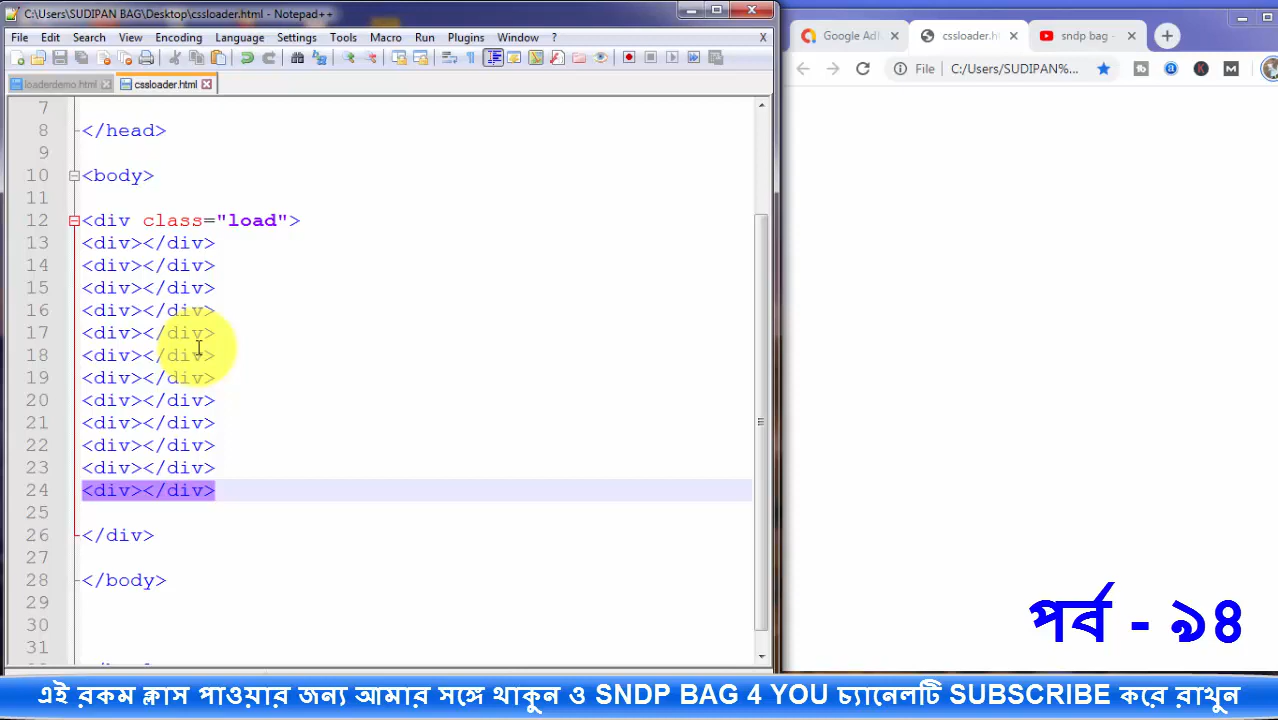 C:\Users\SUDIPAN BAG\Desktop\cssloader.html - Notepad++
File Edit Search View Encoding Language Settings Tools Macro Run Plugins Window ? X
loaderdemo.html cssloader.html
7
8 </head>
9
10 <body>
11
12 <div class="load">
13 <div></div>
14 <div></div>
15 <div></div>
16 <div></div>
17 <div></div>
18 <div></div>
19 <div></div>
20 <div></div>
21 <div></div>
22 <div></div>
23 <div></div>
24 <div></div>
25
26 </div>
27
28 </body>
29
30
31
Google Ad cssloader.h sndp bag -
File C:/Users/SUDIPAN%...
পর্ব - ৯৪
এই রকম ক্লাস পাওয়ার জন্য আমার সঙ্গে থাকুন ও SNDP BAG 4 YOU চ্যানেলটি SUBSCRIBE করে রাখুন